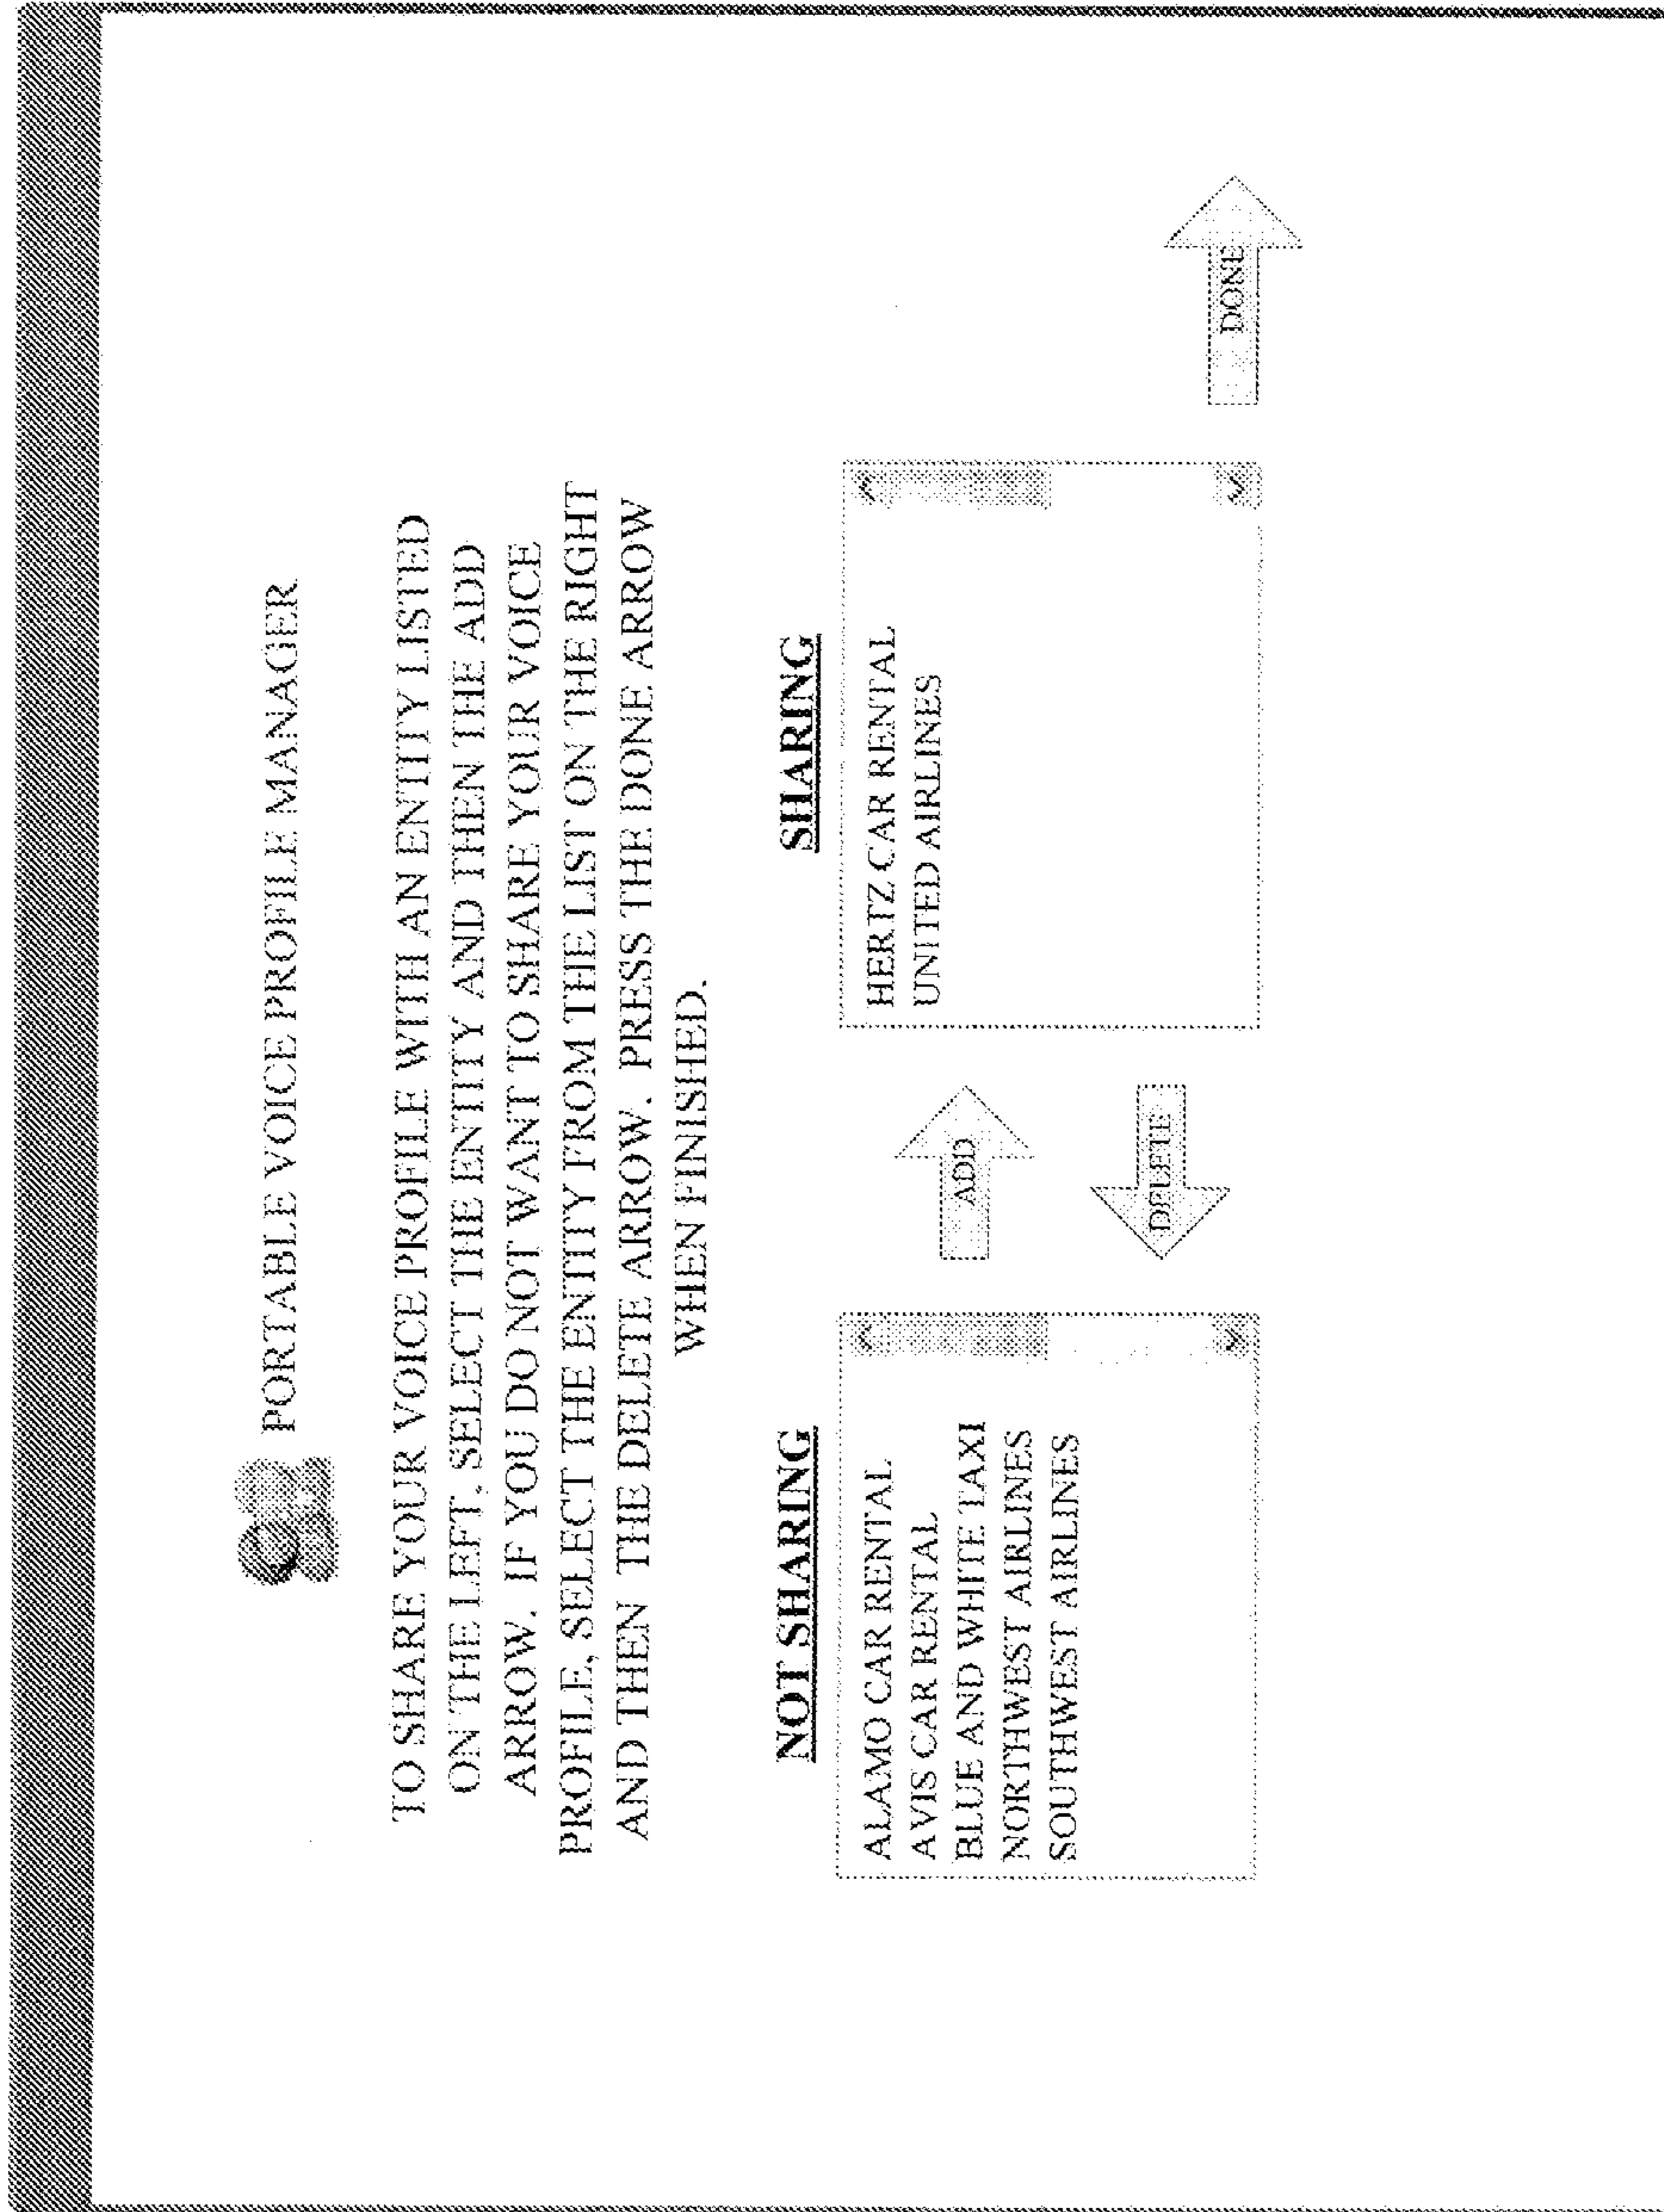 PORTABLE VOICE PROFILE MANAGER
TO SHARE YOUR VOICE PROFILE WITH AN ENTITY LISTED
ON THE LEFT, SELECT THE ENTITY AND THEN THE ADD
ARROW. IF YOU DO NOT WANT TO SHARE YOUR VOICE
PROFILE, SELECT THE ENTITY FROM THE LIST ON THE RIGHT
AND THEN THE DELETE ARROW. PRESS THE DONE ARROW
WHEN FINISHED.
NOT SHARING
ALAMO CAR RENTAL
AVIS CAR RENTAL
BLUE AND WHITE TAXI
NORTHWEST AIRLINES
SOUTHWEST AIRLINES
ADD
DELETE
SHARING
HERTZ CAR RENTAL
UNITED AIRLINES
DONE